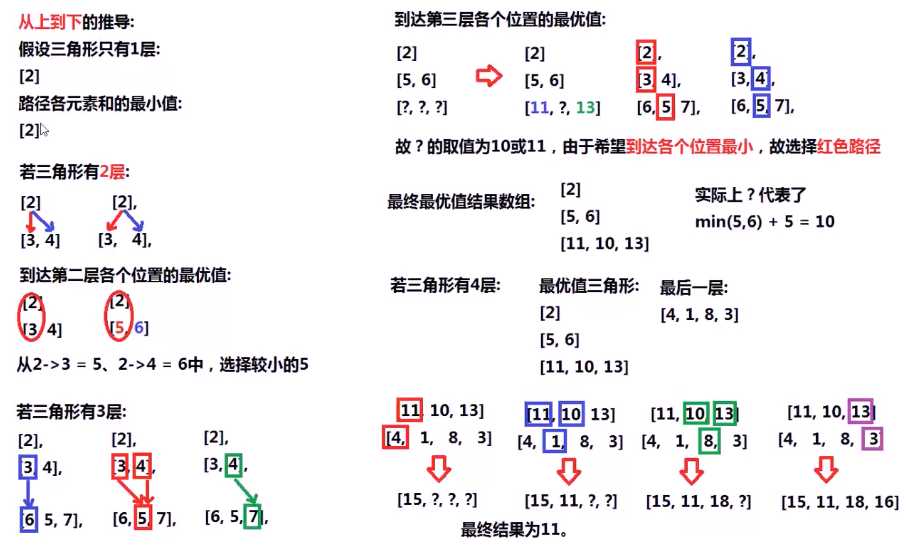 从上到下的推导:
假设三角形只有1层:
[2]
路径各元素和的最小值:
[2]
若三角形有2层:
[2] [2],
[3, 4] [3, 4],
到达第二层各个位置的最优值:
[2] [2]
[3, 4] [5, 6]
从2->3 = 5、2->4 = 6中，选择较小的5
若三角形有3层:
[2], [2], [2],
[3, 4], [3, 4], [3, 4],
[6, 5, 7], [6, 5, 7], [6, 5, 7],
到达第三层各个位置的最优值:
[2] [2] [2], [2],
[5, 6] [5, 6] [3, 4], [3, 4],
[?, ?, ?] [11, ?, 13] [6, 5, 7], [6, 5, 7],
故？的取值为10或11，由于希望到达各个位置最小，故选择红色路径
最终最优值结果数组:
[2]
[5, 6]
[11, 10, 13]
实际上？代表了
min(5,6) + 5 = 10
若三角形有4层:
最优值三角形:
[2]
[5, 6]
[11, 10, 13]
最后一层:
[4, 1, 8, 3]
[11, 10, 13] [11, 10, 13] [11, 10, 13] [11, 10, 13]
[4, 1, 8, 3] [4, 1, 8, 3] [4, 1, 8, 3] [4, 1, 8, 3]
[15, ?, ?, ?] [15, 11, ?, ?] [15, 11, 18, ?] [15, 11, 18, 16]
最终结果为11。